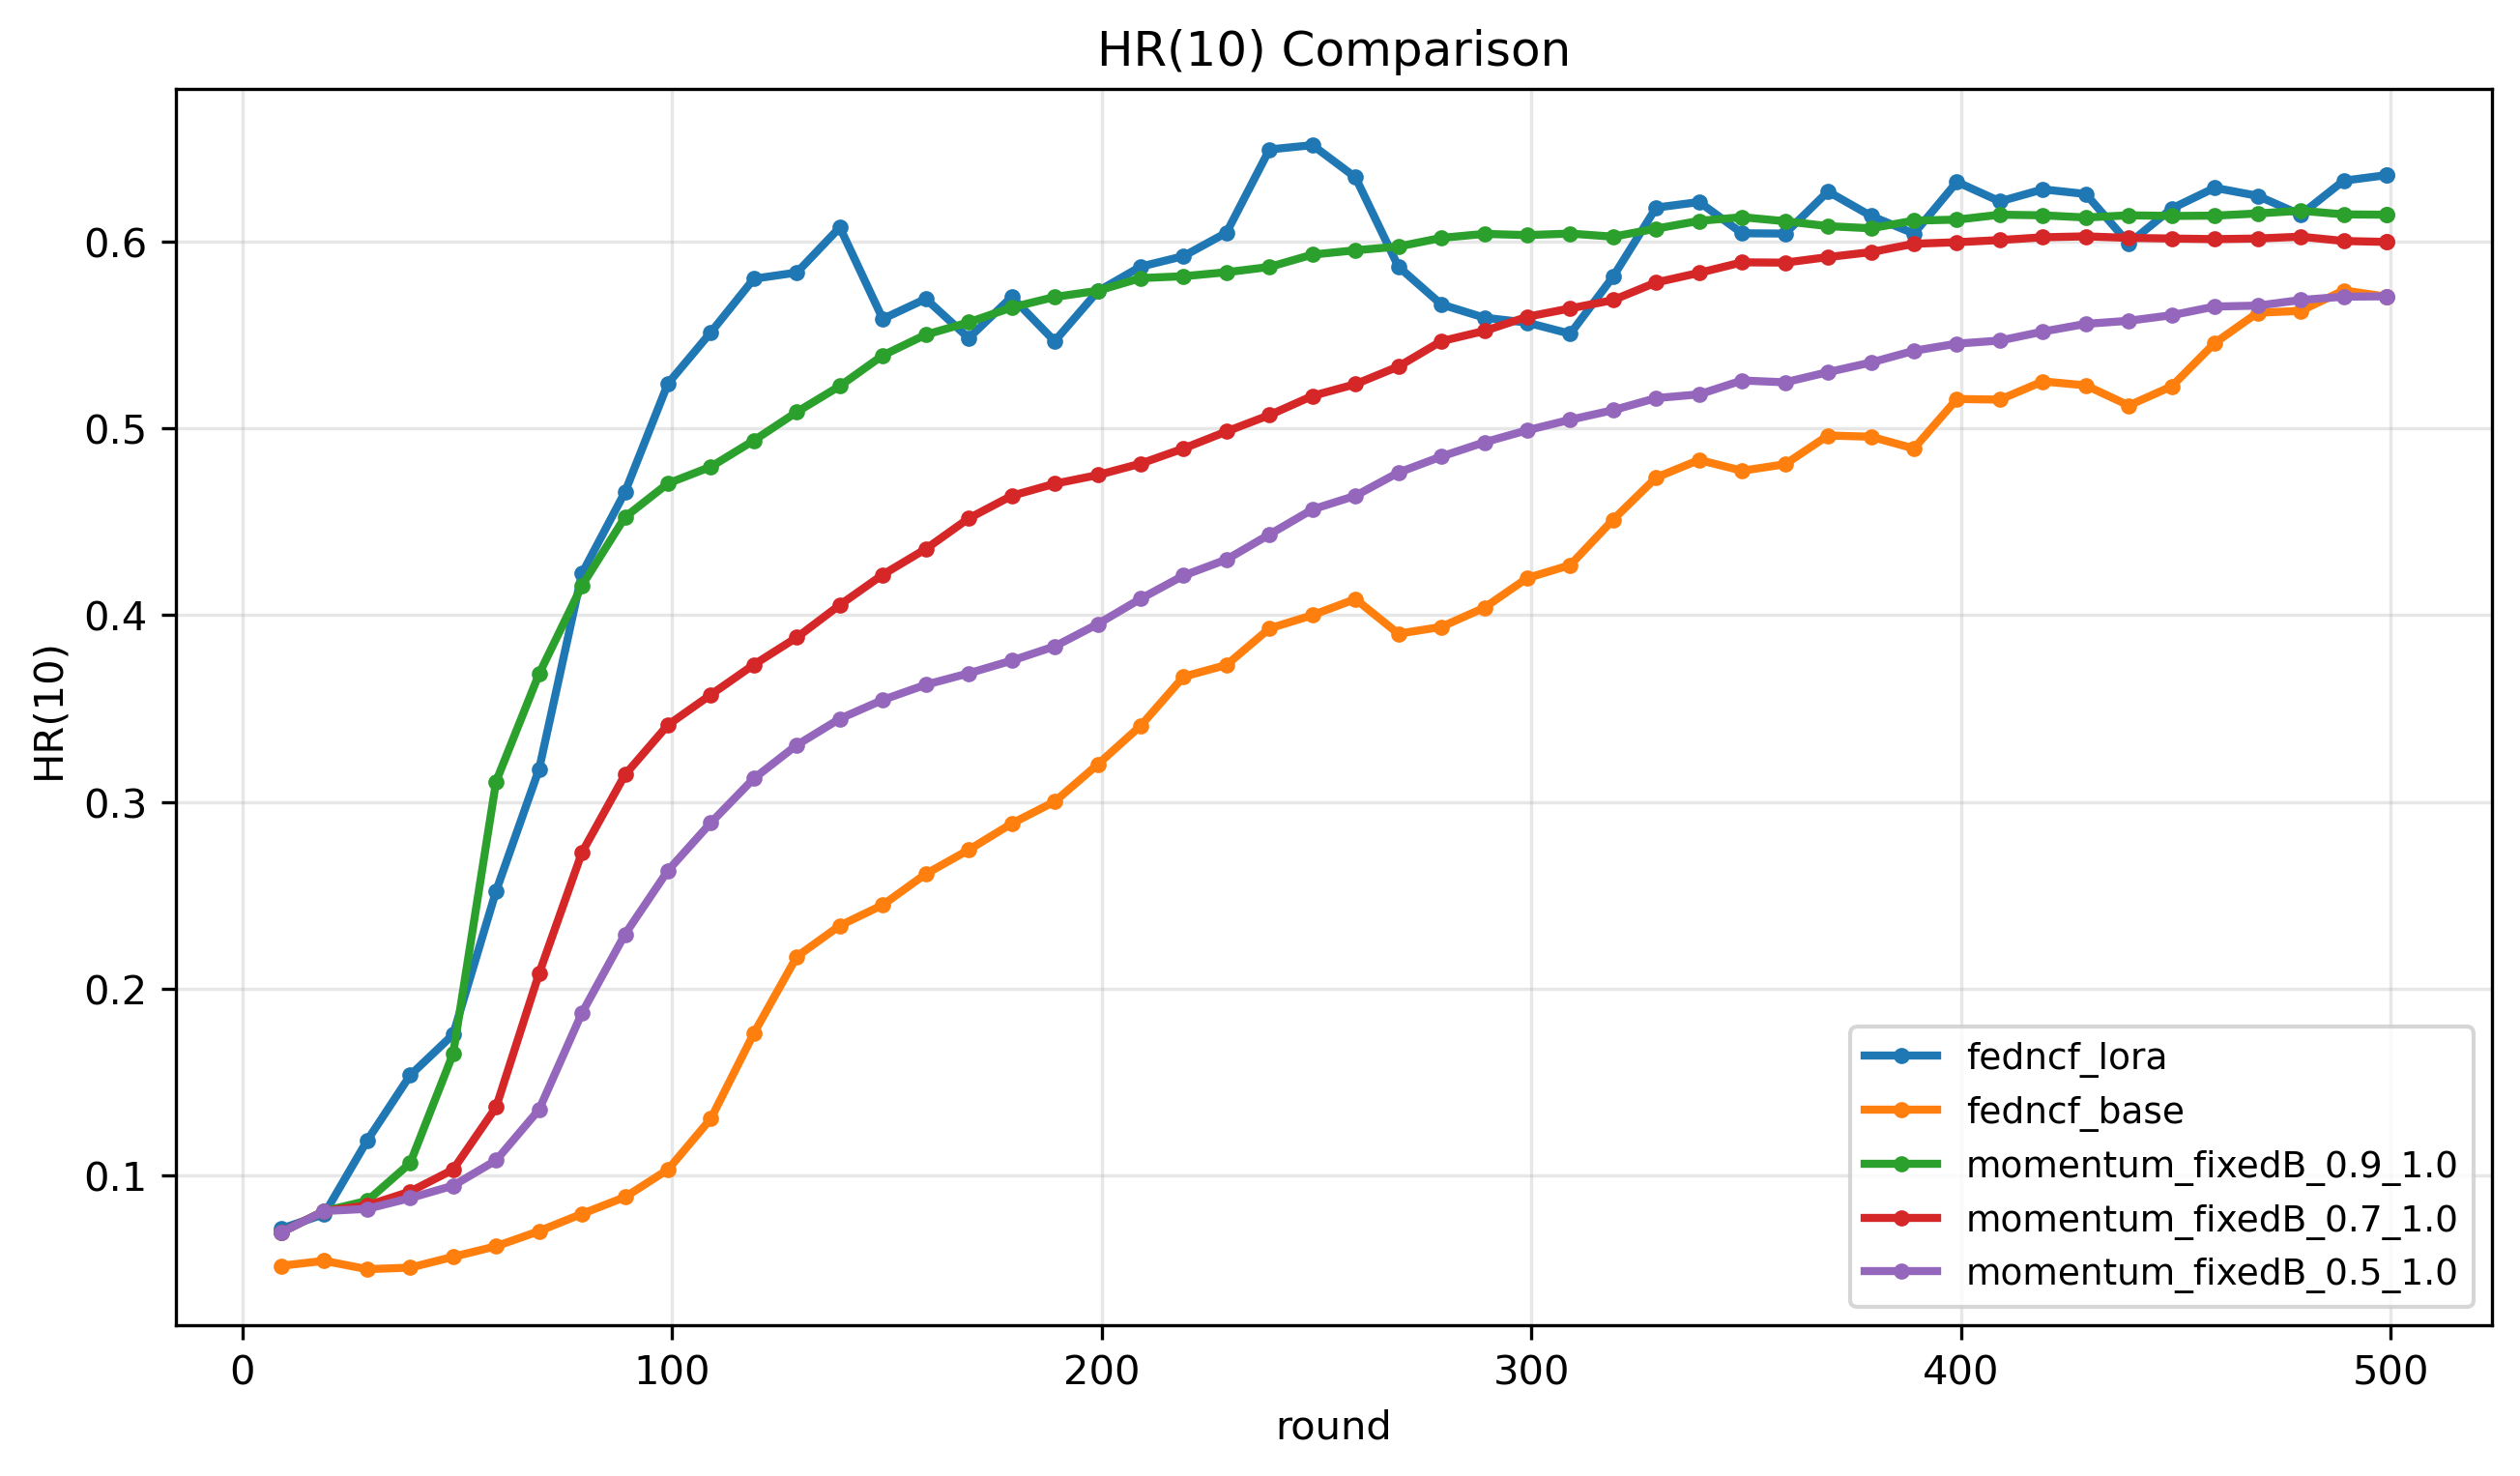 HR(10) Comparison
HR(10)
0.6
0.5
0.4
0.3
0.2
0.1
0
100
200
300
400
500
round
fedncf_lora
fedncf_base
momentum_fixedB_0.9_1.0
momentum_fixedB_0.7_1.0
momentum_fixedB_0.5_1.0